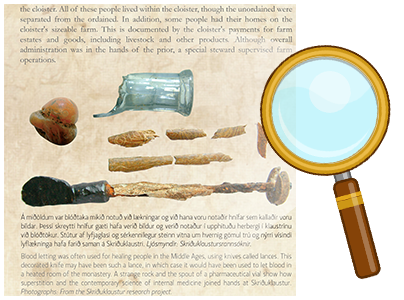 the cloister. All of these people lived within the cloister, though the unordained were
separated from the ordained. In addition, some people had their homes on the
cloister's sizeable farm. This is documented by the cloister's payments for farm
estates and goods, including livestock and other products. Although overall
administration was in the hands of the prior, a special steward supervised farm
operations.
Á miðöldum var blóðtaka mikið notuð við lækningar og við hana voru notaðir hnífar sem kallaðir voru
bíldar. Þessi skreytti hnífur gæti hafa verið bíldur og verið notaður í upphituðu herbergi í klaustrinu
við blóðtökur. Stútur af lyfjaglasi og sérkennilegur steinn vitna um hvernig gömul trú og nýrri vísindi
lyflækninga hafa farið saman á Skriðuklaustri. Ljósmyndir: Skriðuklaustursrannsóknir.
Blood letting was often used for healing people in the Middle Ages, using knives called lances. This
decorated knife may have been such a lance, in which case it would have been used to let blood in
a heated room of the monastery. A strange rock and the spout of a pharmaceutical vial show how
superstition and the contemporary science of internal medicine joined hands at Skriðuklaustur.
Photographs: From the Skriðuklaustur research project.